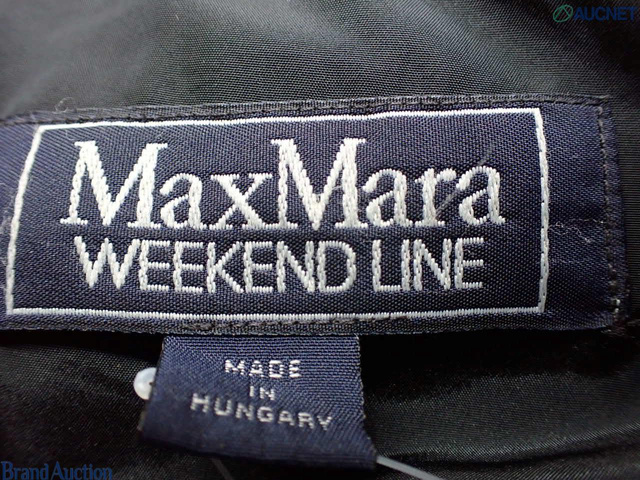 AUCNET
MaxMara
WEEKEND LINE
MADE
IN
HUNGARY
Brand Auction